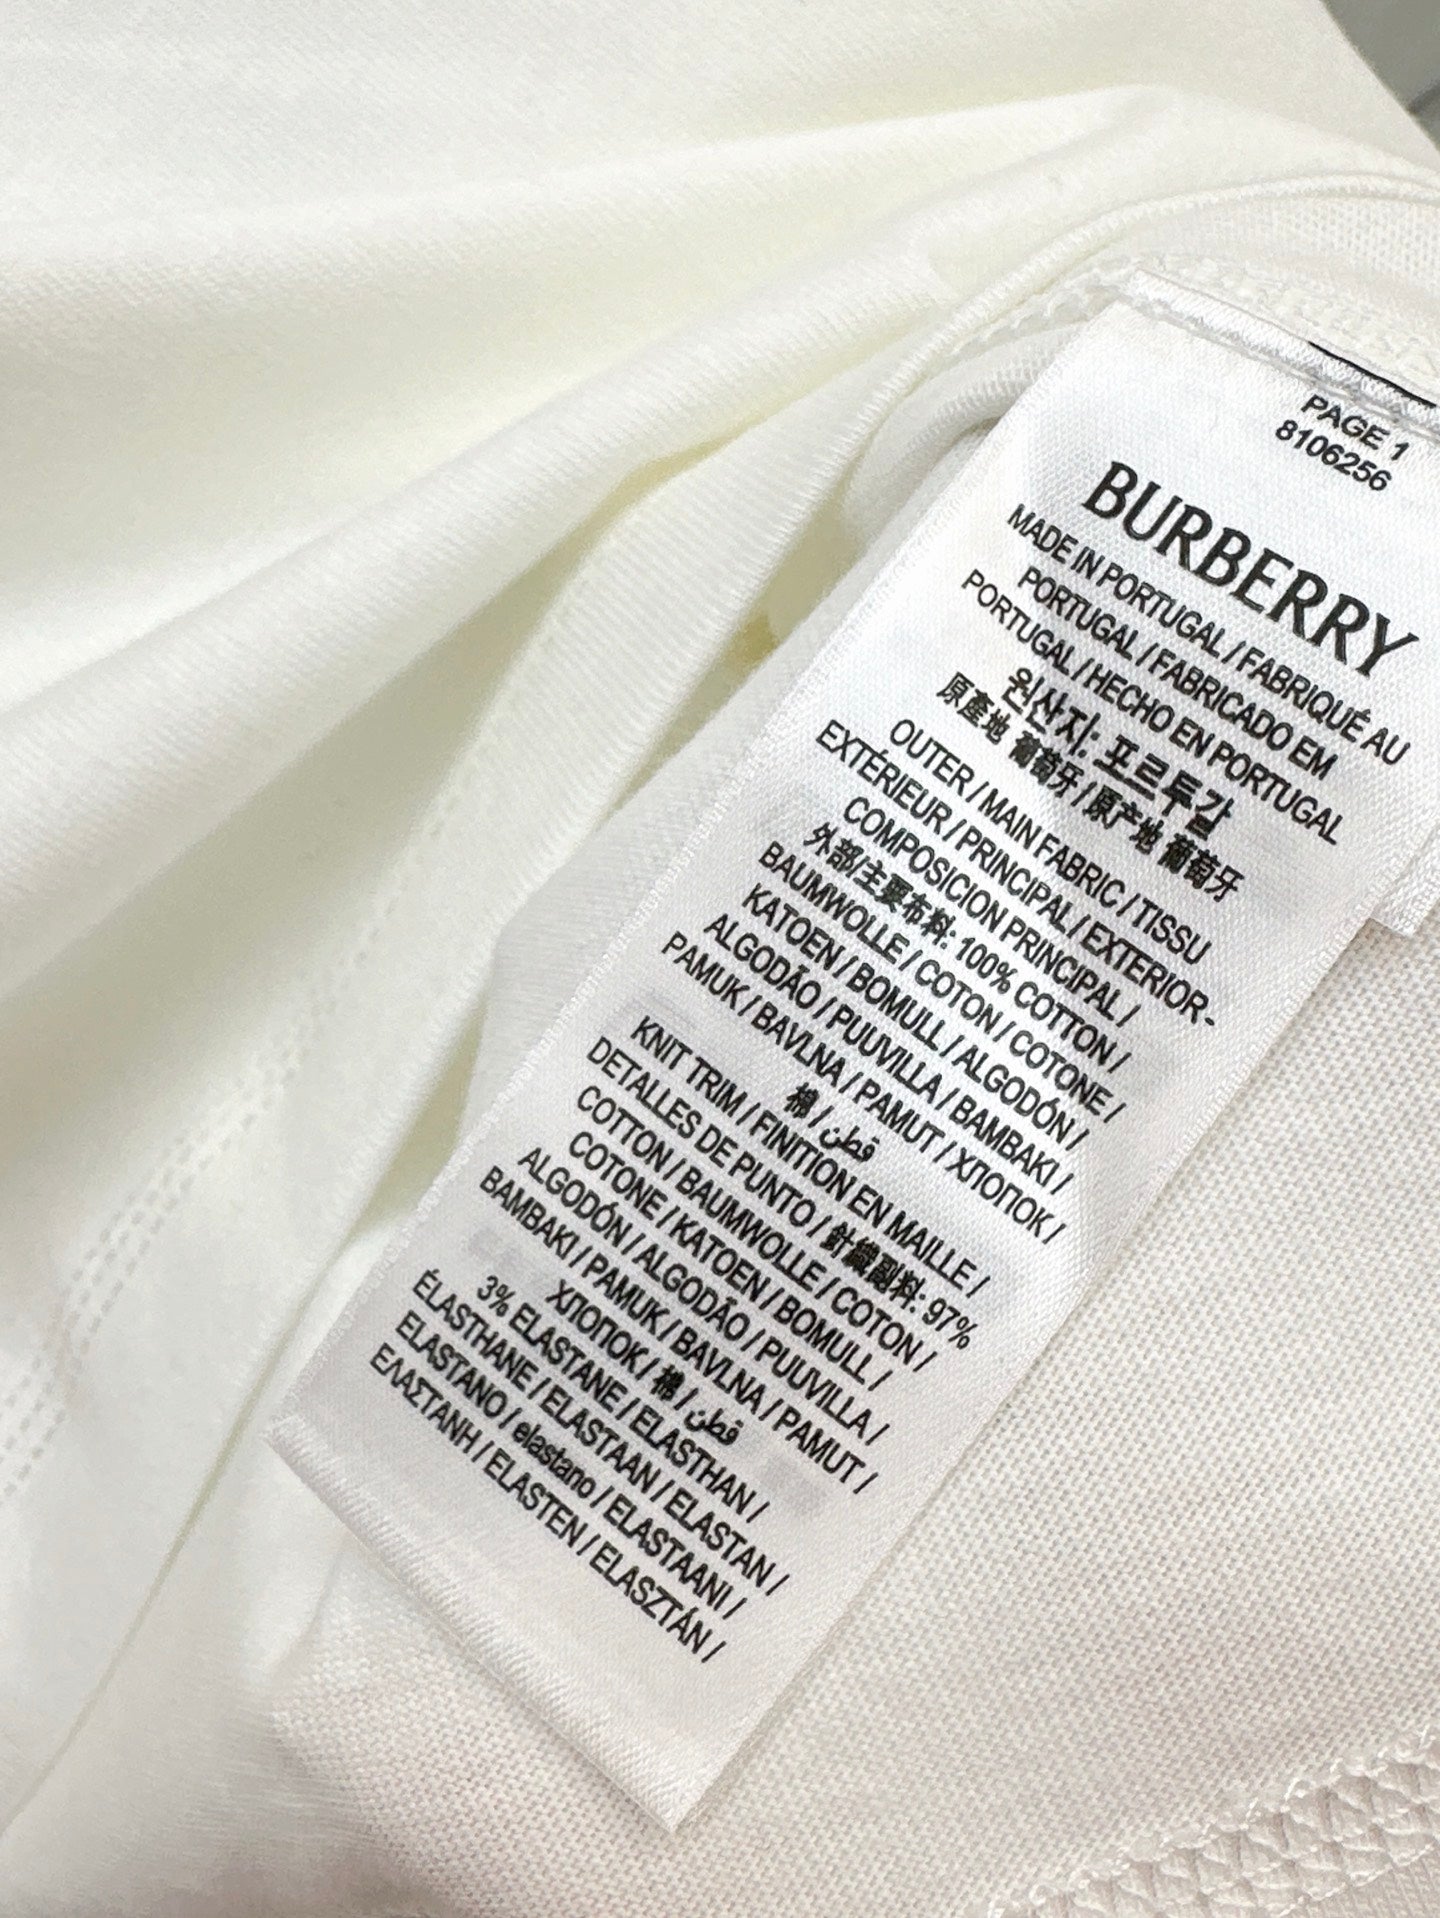 PAGE 1
8106256
BURBERRY
MADE IN PORTUGAL / FABRIQUÉ AU
PORTUGAL / FABRICADO EM
PORTUGAL / HECHO EN PORTUGAL
원산지: 포르투갈
原產地 葡萄牙 / 原产地 葡萄牙
OUTER / MAIN FABRIC / TISSU
EXTÉRIEUR / PRINCIPAL / EXTERIOR-
COMPOSICION PRINCIPAL /
外部/主要布料: 100% COTTON /
BAUMWOLLE / COTON / COTONE /
KATOEN / BOMULL / ALGODÓN /
ALGODÃO / PUUVILLA / BAMBAKI /
PAMUK / BAVLNA / PAMUT / ХЛОПОК /
棉 / قطن
KNIT TRIM / FINITION EN MAILLE /
DETALLES DE PUNTO / 針織副料: 97%
COTTON / BAUMWOLLE / COTON /
COTONE / KATOEN / BOMULL /
ALGODÓN / ALGODÃO / PUUVILLA /
BAMBAKI / PAMUK / BAVLNA / PAMUT /
ХЛОПОК / 棉 / قطن
3% ELASTANE / ELASTHAN /
ÉLASTHANE / ELASTAAN / ELASTAN /
ELASTANO / elastano / ELASTAANI /
ΕΛΑΣΤΑΝΗ / ELASTEN / ELASZTÁN /